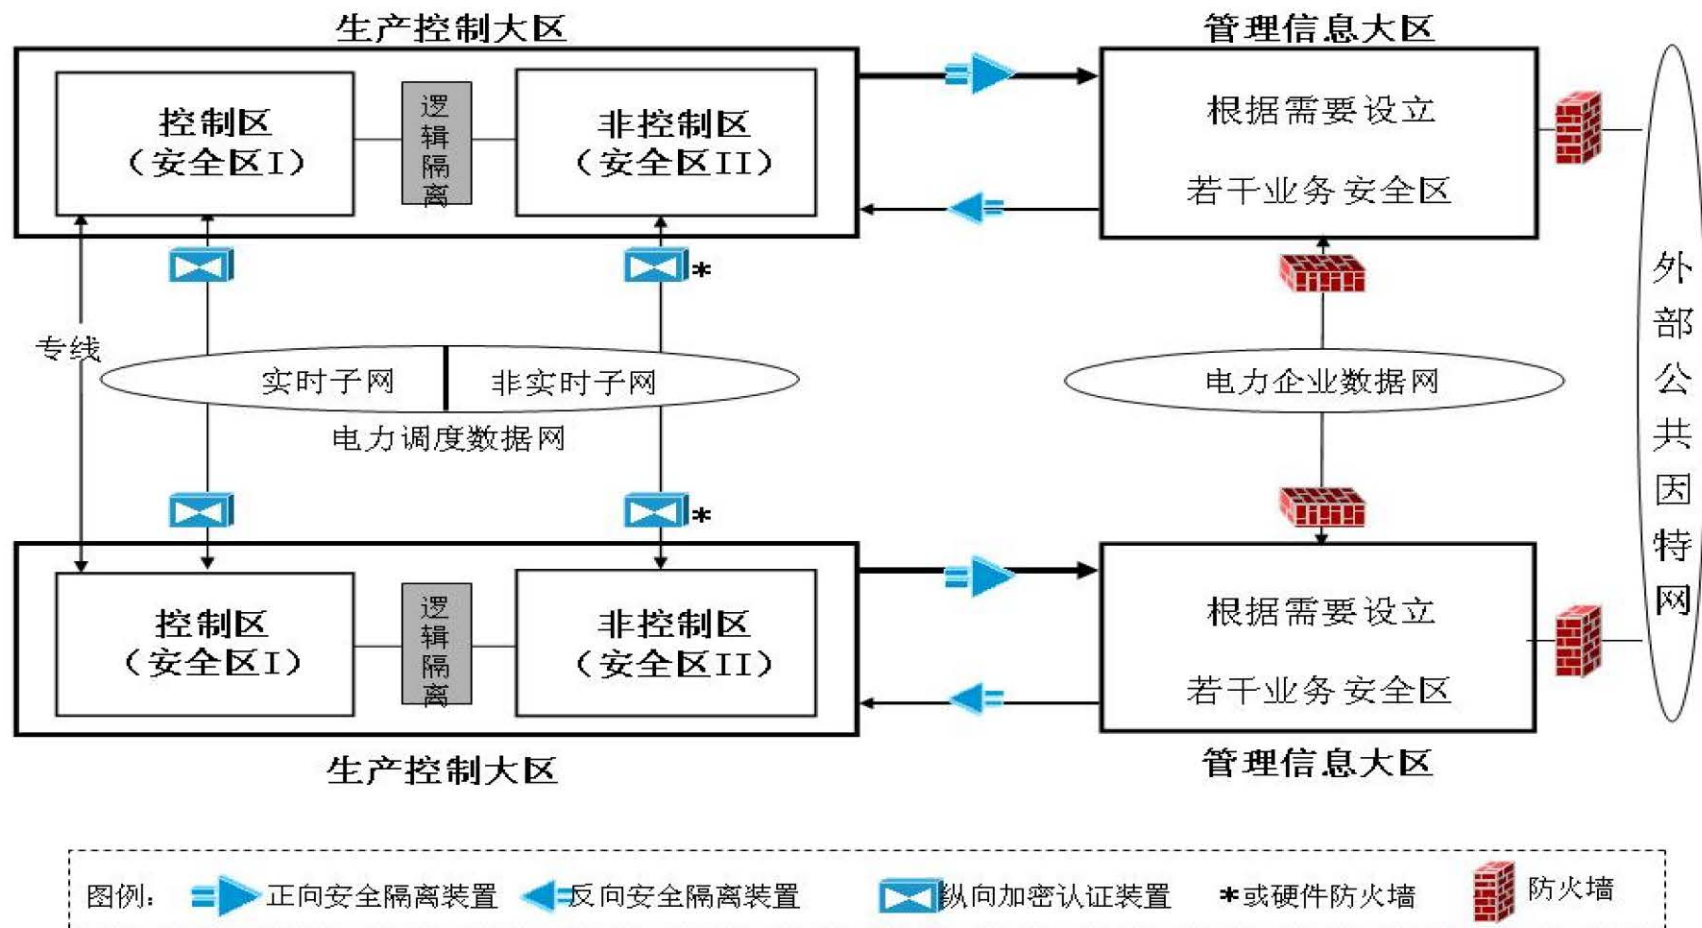 生产控制大区
管理信息大区
控制区
（安全区I）
逻辑隔离
非控制区
（安全区II）
根据需要设立
若干业务安全区
*
专线
实时子网
非实时子网
电力调度数据网
电力企业数据网
外部公共因特网
*
控制区
（安全区I）
逻辑隔离
非控制区
（安全区II）
根据需要设立
若干业务安全区
生产控制大区
管理信息大区
图例：
正向安全隔离装置
反向安全隔离装置
纵向加密认证装置
*或硬件防火墙
防火墙